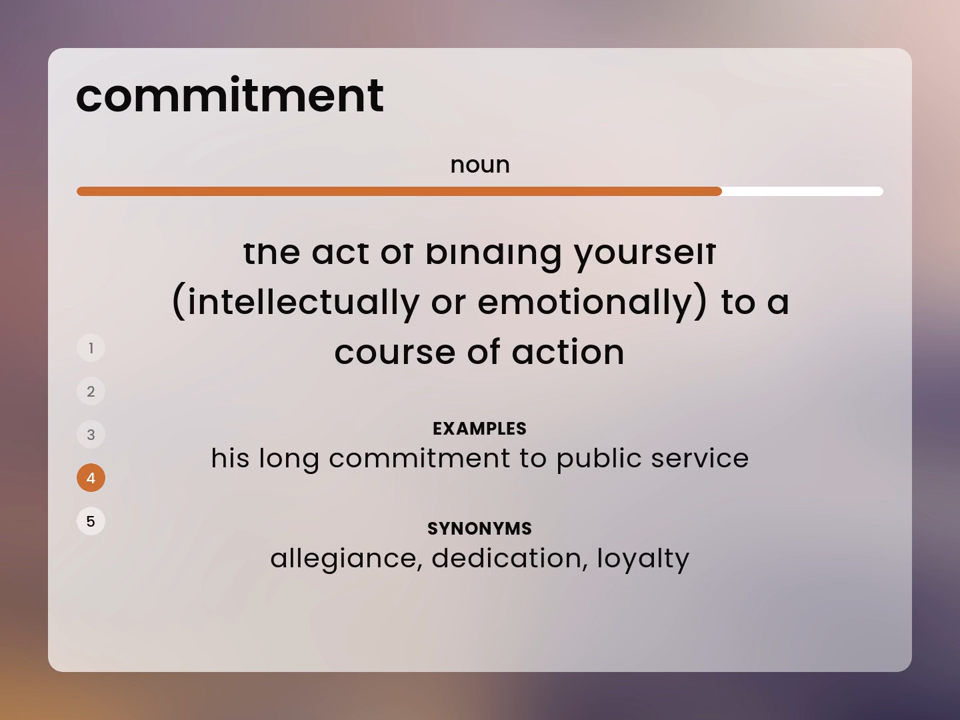 commitment
noun
the act of binding yourself
(intellectually or emotionally) to a
course of action
1
2
3
4
5
EXAMPLES
his long commitment to public service
SYNONYMS
allegiance, dedication, loyalty